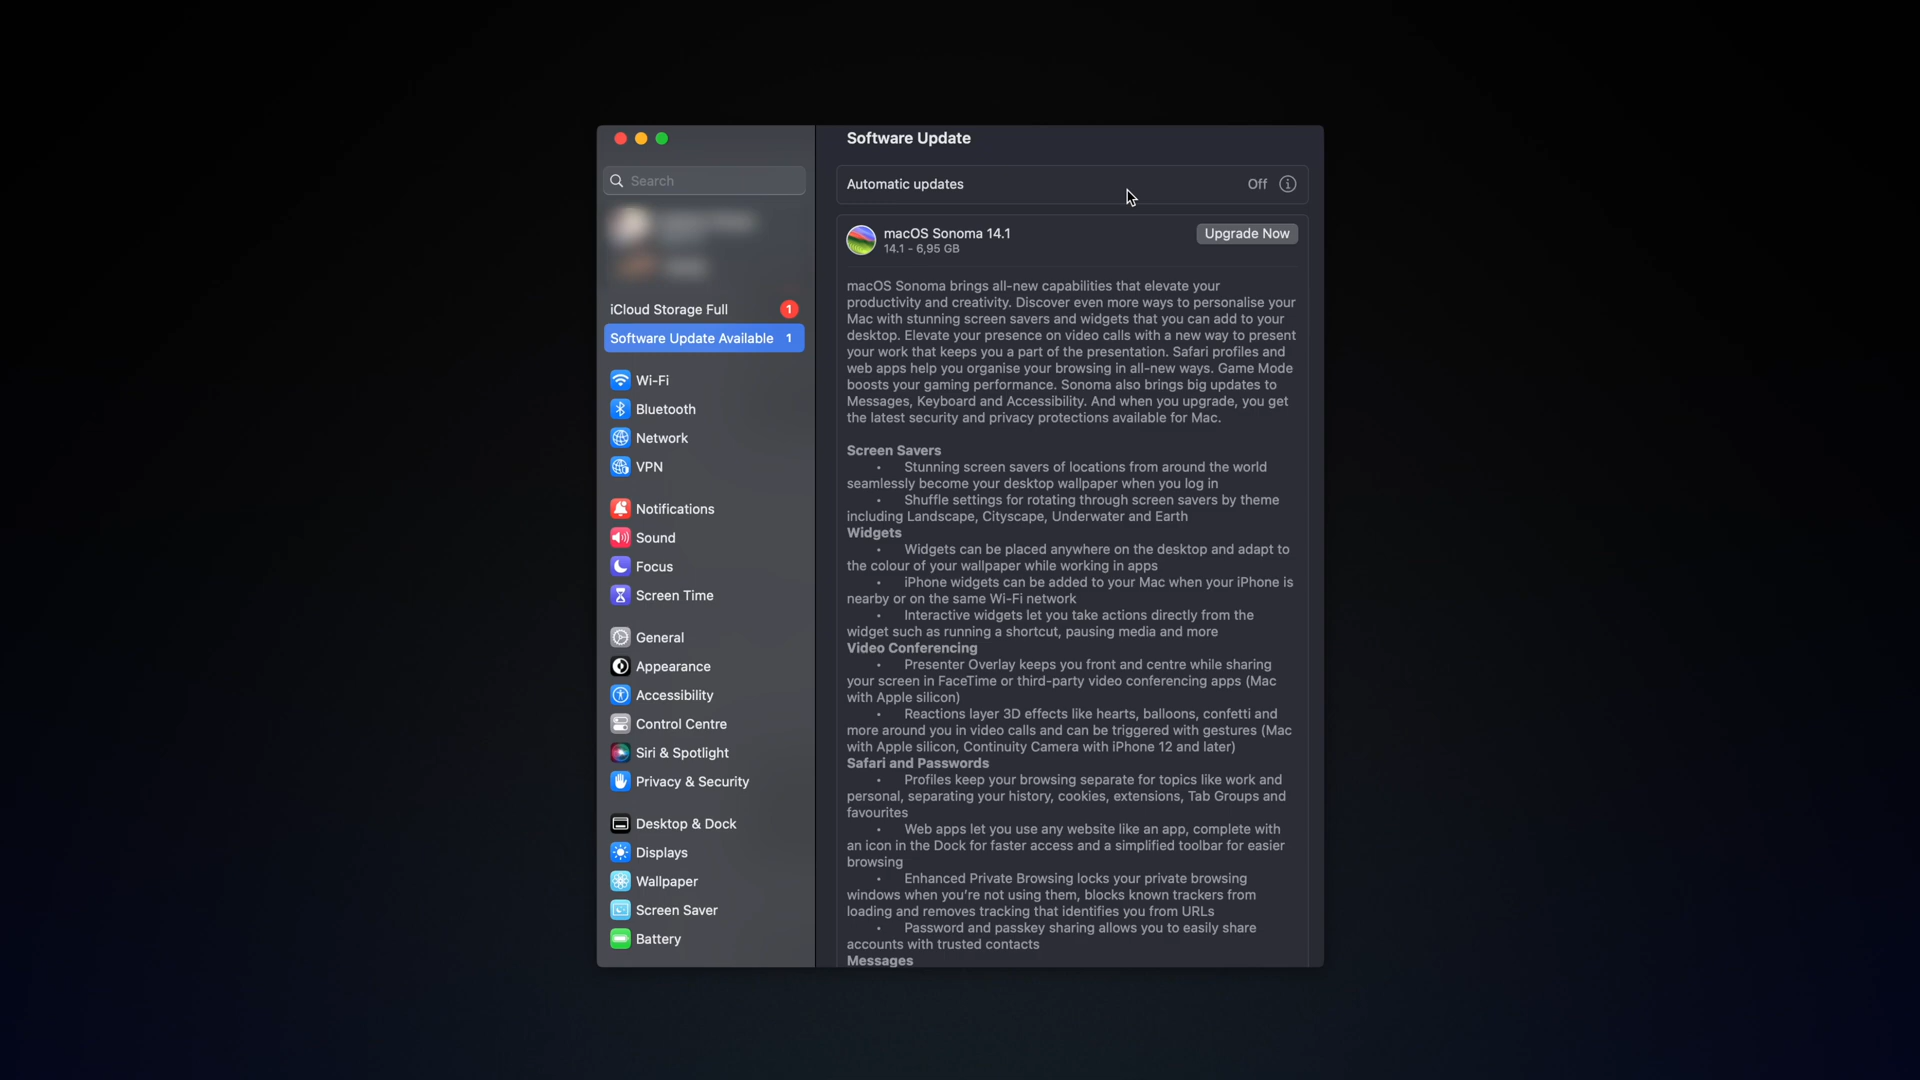 Search
iCloud Storage Full 1
Software Update Available 1
Wi-Fi
Bluetooth
Network
VPN
Notifications
Sound
Focus
Screen Time
General
Appearance
Accessibility
Control Centre
Siri & Spotlight
Privacy & Security
Desktop & Dock
Displays
Wallpaper
Screen Saver
Battery
Software Update
Automatic updates Off
macOS Sonoma 14.1 Upgrade Now
14.1 - 6,95 GB
macOS Sonoma brings all-new capabilities that elevate your
productivity and creativity. Discover even more ways to personalise your
Mac with stunning screen savers and widgets that you can add to your
desktop. Elevate your presence on video calls with a new way to present
your work that keeps you a part of the presentation. Safari profiles and
web apps help you organise your browsing in all-new ways. Game Mode
boosts your gaming performance. Sonoma also brings big updates to
Messages, Keyboard and Accessibility. And when you upgrade, you get
the latest security and privacy protections available for Mac.
Screen Savers
• Stunning screen savers of locations from around the world
seamlessly become your desktop wallpaper when you log in
• Shuffle settings for rotating through screen savers by theme
including Landscape, Cityscape, Underwater and Earth
Widgets
• Widgets can be placed anywhere on the desktop and adapt to
the colour of your wallpaper while working in apps
• iPhone widgets can be added to your Mac when your iPhone is
nearby or on the same Wi-Fi network
• Interactive widgets let you take actions directly from the
widget such as running a shortcut, pausing media and more
Video Conferencing
• Presenter Overlay keeps you front and centre while sharing
your screen in FaceTime or third-party video conferencing apps (Mac
with Apple silicon)
• Reactions layer 3D effects like hearts, balloons, confetti and
more around you in video calls and can be triggered with gestures (Mac
with Apple silicon, Continuity Camera with iPhone 12 and later)
Safari and Passwords
• Profiles keep your browsing separate for topics like work and
personal, separating your history, cookies, extensions, Tab Groups and
favourites
• Web apps let you use any website like an app, complete with
an icon in the Dock for faster access and a simplified toolbar for easier
browsing
• Enhanced Private Browsing locks your private browsing
windows when you're not using them, blocks known trackers from
loading and removes tracking that identifies you from URLs
• Password and passkey sharing allows you to easily share
accounts with trusted contacts
Messages